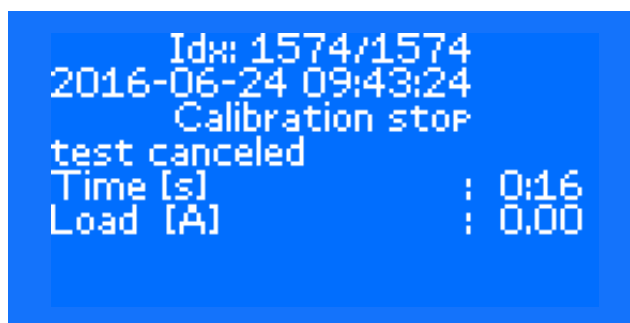 Idx: 1574/1574
2016-06-24 09:43:24
Calibration stop
test canceled
Time [s] : 0:16
Load [A] : 0.00